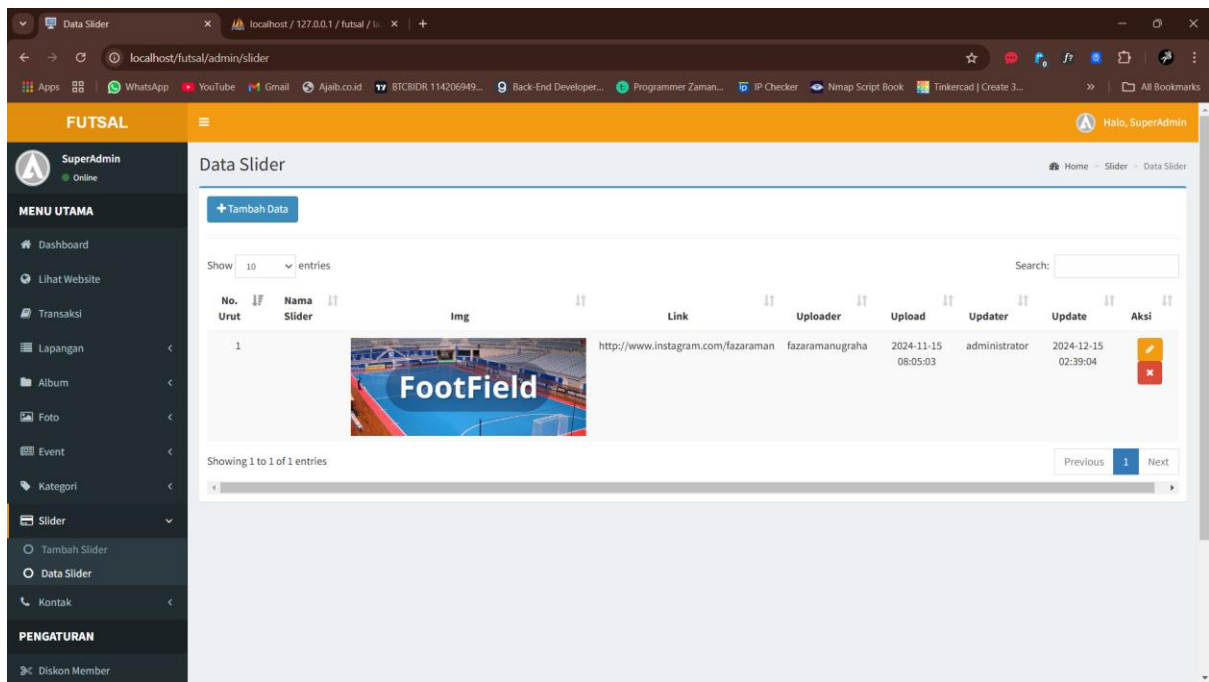 Data Slider
localhost / 127.0.0.1 / futsal / la
localhost/futsal/admin/slider
Apps WhatsApp YouTube Gmail Ajaib.co.id BTCBIDR 114206949... Back-End Developer... Programmer Zaman... IP Checker Nmap Script Book Tinkercad | Create 3... » All Bookmarks
FUTSAL
Halo, SuperAdmin
SuperAdmin
Online
MENU UTAMA
Dashboard
Lihat Website
Transaksi
Lapangan
Album
Foto
Event
Kategori
Slider
Tambah Slider
Data Slider
Kontak
PENGATURAN
Diskon Member
Data Slider
Home > Slider > Data Slider
Tambah Data
Show 10 entries
Search:
No. Urut Nama Slider Img Link Uploader Upload Updater Update Aksi
1 http://www.instagram.com/fazaraman fazaramanugraha 2024-11-15 08:05:03 administrator 2024-12-15 02:39:04
FootField
Showing 1 to 1 of 1 entries
Previous 1 Next